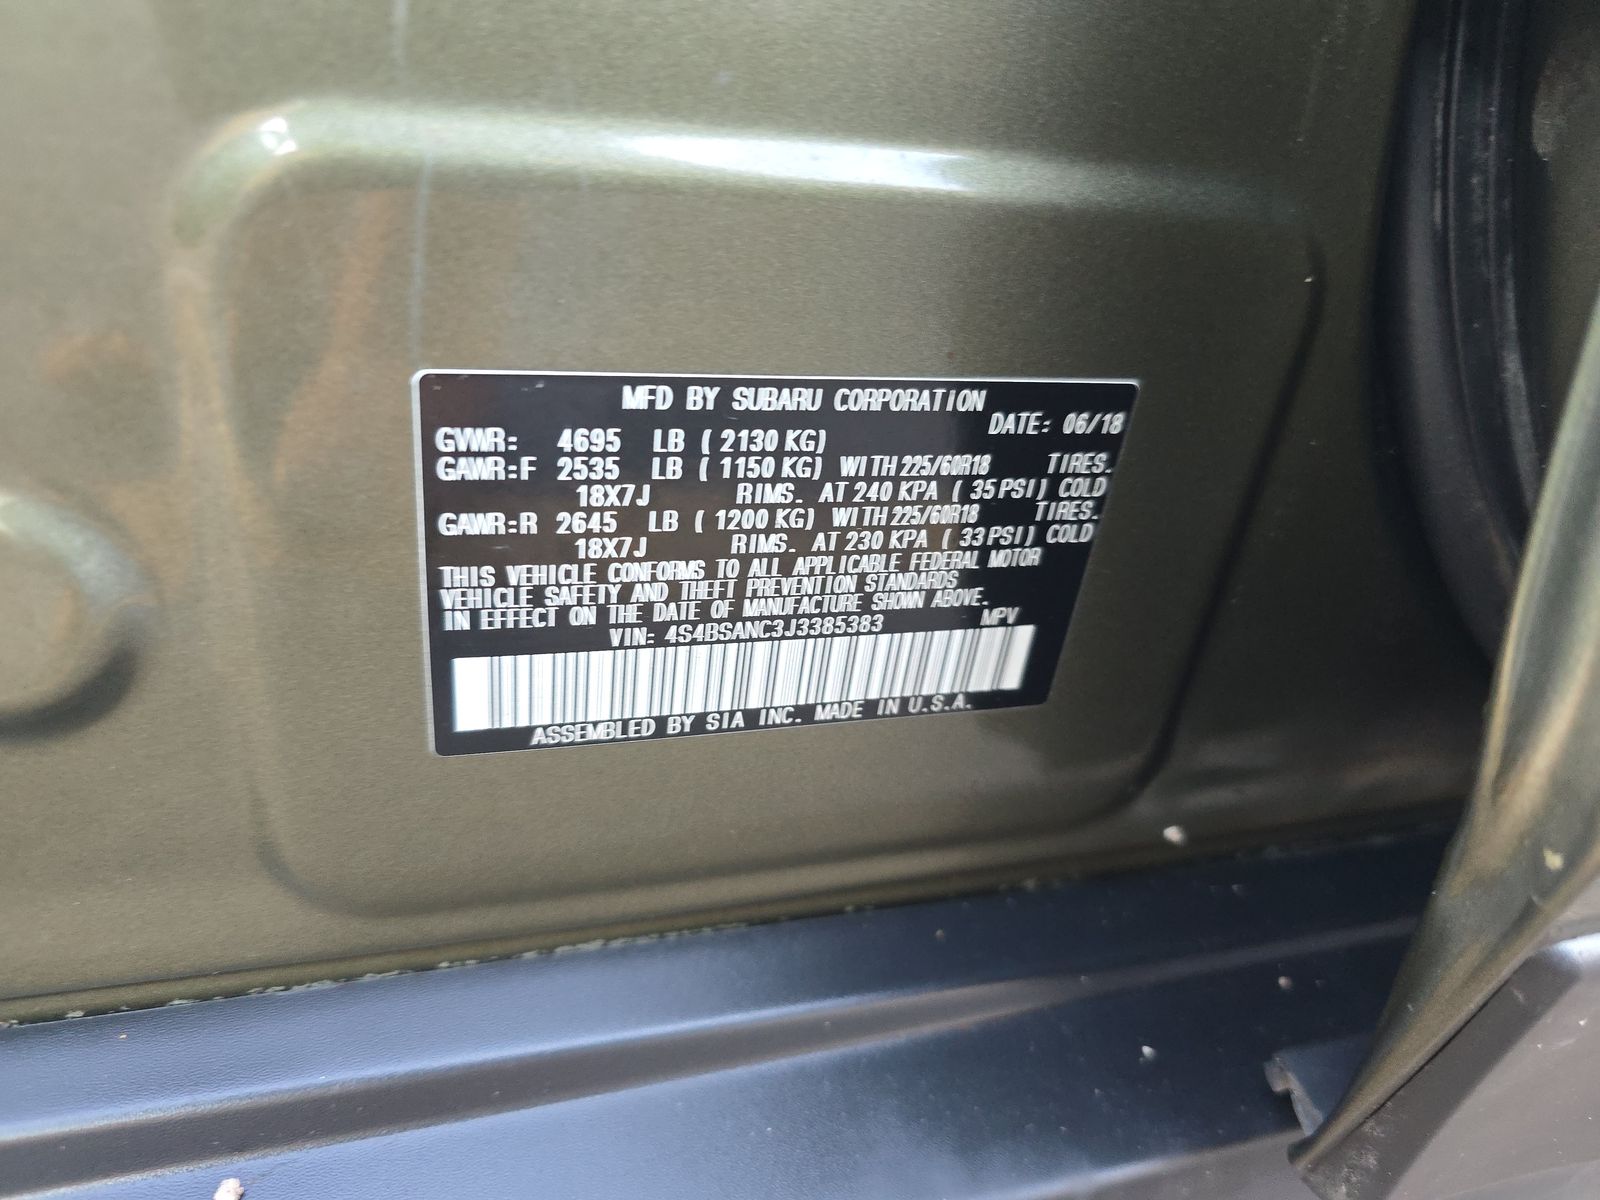 MFD BY SUBARU CORPORATION
DATE: 06/18
GVWR: 4695 LB ( 2130 KG)
GAWR:F 2535 LB ( 1150 KG) WITH 225/60R18 TIRES.
18X7J RIMS. AT 240 KPA ( 35 PSI) COLD
GAWR:R 2645 LB ( 1200 KG) WITH 225/60R18 TIRES.
18X7J RIMS. AT 230 KPA ( 33 PSI) COLD
THIS VEHICLE CONFORMS TO ALL APPLICABLE FEDERAL MOTOR
VEHICLE SAFETY AND THEFT PREVENTION STANDARDS
IN EFFECT ON THE DATE OF MANUFACTURE SHOWN ABOVE.
VIN: 4S4BSANC3J3385383 MPV
ASSEMBLED BY SIA INC. MADE IN U.S.A.